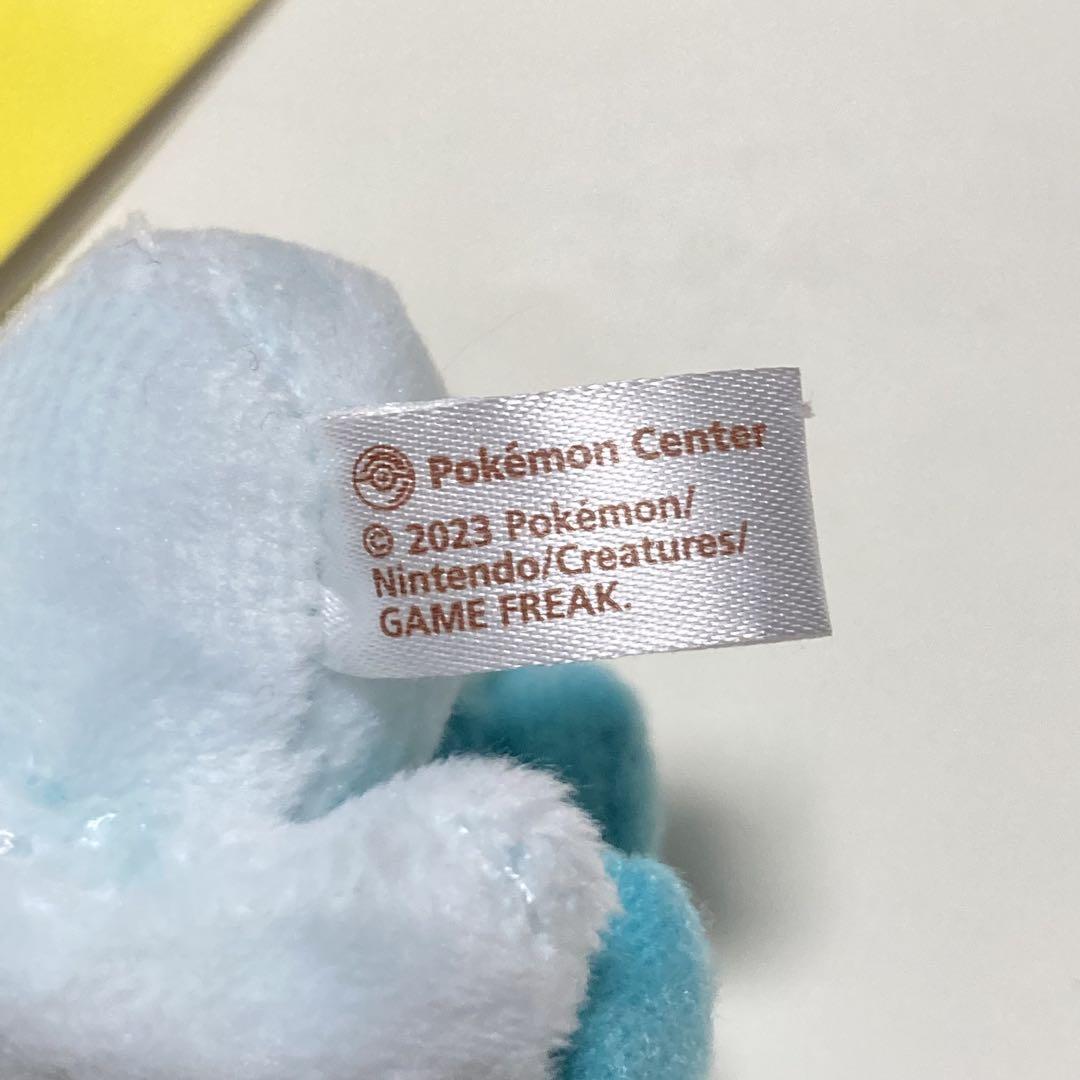 Pokémon Center
© 2023 Pokémon/
Nintendo/Creatures/
GAME FREAK.